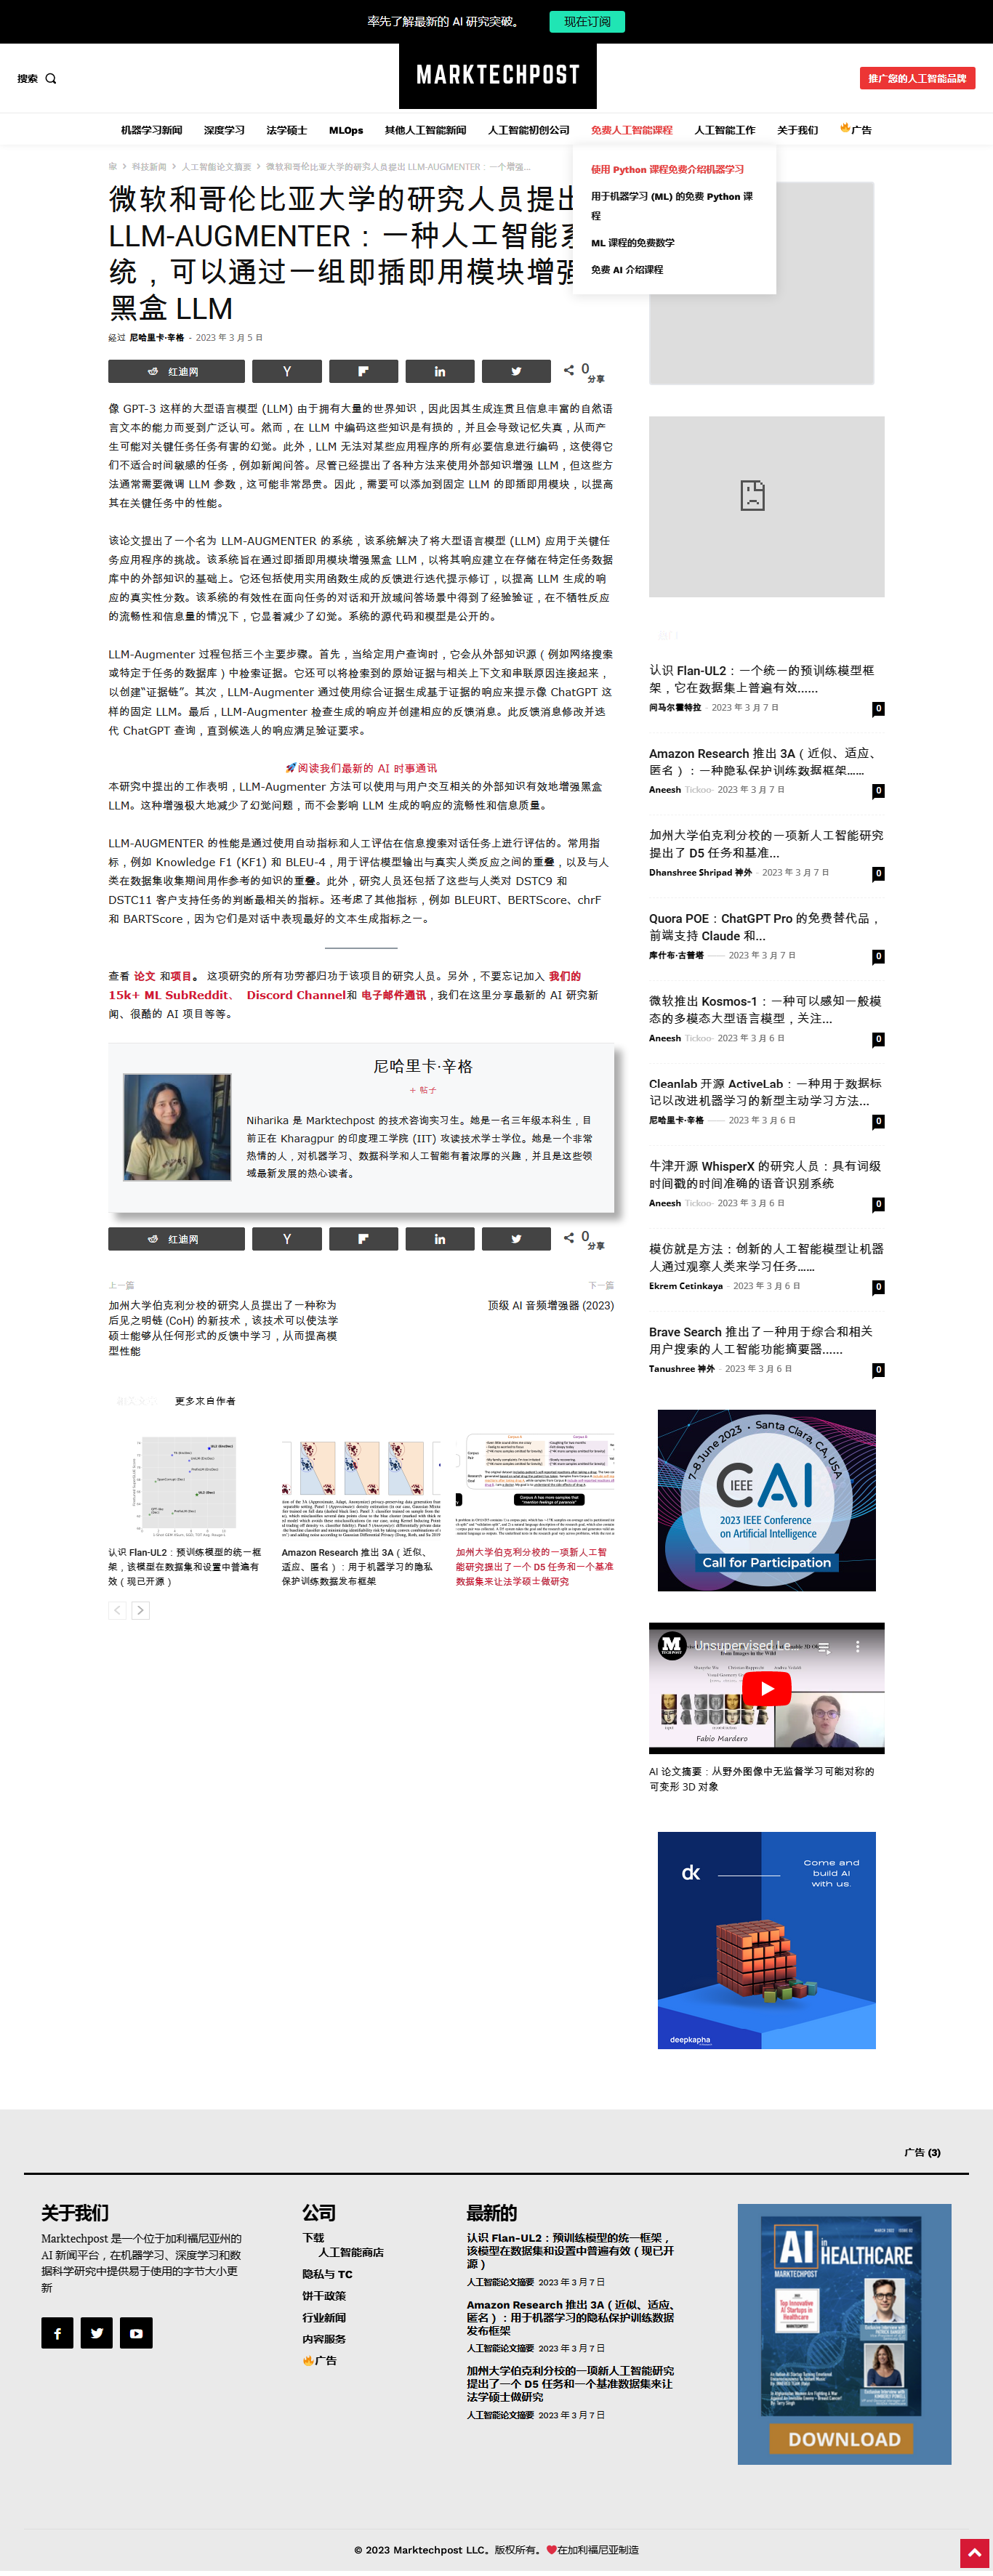 率先了解最新的 AI 研究突破。 现在订阅
搜索
MARKTECHPOST
推广您的人工智能品牌
机器学习新闻 深度学习 法学硕士 MLOps 其他人工智能新闻 人工智能初创公司 免费人工智能课程 人工智能工作 关于我们 🔥广告
使用 Python 课程免费介绍机器学习
用于机器学习 (ML) 的免费 Python 课
程
ML 课程的免费数学
免费 AI 介绍课程
家 科技新闻 人工智能论文摘要 微软和哥伦比亚大学的研究人员提出 LLM-AUGMENTER：一个增强...
微软和哥伦比亚大学的研究人员提出
LLM-AUGMENTER：一种人工智能系
统，可以通过一组即插即用模块增强
黑盒 LLM
经过 尼哈里卡·辛格 - 2023 年 3 月 5 日
红迪网
0
分享
像 GPT-3 这样的大型语言模型 (LLM) 由于拥有大量的世界知识，因此因其生成连贯且信息丰富的自然语
言文本的能力而受到广泛认可。然而，在 LLM 中编码这些知识是有损的，并且会导致记忆失真，从而产
生可能对关键任务任务有害的幻觉。此外，LLM 无法对某些应用程序的所有必要信息进行编码，这使得它
们不适合时间敏感的任务，例如新闻问答。尽管已经提出了各种方法来使用外部知识增强 LLM，但这些方
法通常需要微调 LLM 参数，这可能非常昂贵。因此，需要可以添加到固定 LLM 的即插即用模块，以提高
其在关键任务中的性能。
该论文提出了一个名为 LLM-AUGMENTER 的系统，该系统解决了将大型语言模型 (LLM) 应用于关键任
务应用程序的挑战。该系统旨在通过即插即用模块增强黑盒 LLM，以将其响应建立在存储在特定任务数据
库中的外部知识的基础上。它还包括使用实用函数生成的反馈进行迭代提示修订，以提高 LLM 生成的响
应的真实性分数。该系统的有效性在面向任务的对话和开放域问答场景中得到了经验验证，在不牺牲反应
的流畅性和信息量的情况下，它显着减少了幻觉。系统的源代码和模型是公开的。
LLM-Augmenter 过程包括三个主要步骤。首先，当给定用户查询时，它会从外部知识源（例如网络搜索
或特定于任务的数据库）中检索证据。它还可以将检索到的原始证据与相关上下文和串联原因连接起来，
以创建“证据链”。其次，LLM-Augmenter 通过使用综合证据生成基于证据的响应来提示像 ChatGPT 这
样的固定 LLM。最后，LLM-Augmenter 检查生成的响应并创建相应的反馈消息。此反馈消息修改并迭
代 ChatGPT 查询，直到候选人的响应满足验证要求。
🚀阅读我们最新的 AI 时事通讯
本研究中提出的工作表明，LLM-Augmenter 方法可以使用与用户交互相关的外部知识有效地增强黑盒
LLM。这种增强极大地减少了幻觉问题，而不会影响 LLM 生成的响应的流畅性和信息质量。
LLM-AUGMENTER 的性能是通过使用自动指标和人工评估在信息搜索对话任务上进行评估的。常用指
标，例如 Knowledge F1 (KF1) 和 BLEU-4，用于评估模型输出与真实人类反应之间的重叠，以及与人
类在数据集收集期间用作参考的知识的重叠。此外，研究人员还包括了这些与人类对 DSTC9 和
DSTC11 客户支持任务的判断最相关的指标。还考虑了其他指标，例如 BLEURT、BERTScore、chrF
和 BARTScore，因为它们是对话中表现最好的文本生成指标之一。
查看 论文 和项目。 这项研究的所有功劳都归功于该项目的研究人员。另外，不要忘记加入 我们的
15k+ ML SubReddit、 Discord Channel和 电子邮件通讯，我们在这里分享最新的 AI 研究新
闻、很酷的 AI 项目等等。
尼哈里卡·辛格
+ 帖子
Niharika 是 Marktechpost 的技术咨询实习生。她是一名三年级本科生，目
前正在 Kharagpur 的印度理工学院 (IIT) 攻读技术学士学位。她是一个非常
热情的人，对机器学习、数据科学和人工智能有着浓厚的兴趣，并且是这些领
域最新发展的热心读者。
红迪网
0
分享
上一篇
加州大学伯克利分校的研究人员提出了一种称为
后见之明链 (CoH) 的新技术，该技术可以使法学
硕士能够从任何形式的反馈中学习，从而提高模
型性能
下一篇
顶级 AI 音频增强器 (2023)
更多来自作者
认识 Flan-UL2：预训练模型的统一框
架，该模型在数据集和设置中普遍有
效（现已开源）
Amazon Research 推出 3A（近似、
适应、匿名）：用于机器学习的隐私
保护训练数据发布框架
加州大学伯克利分校的一项新人工智
能研究提出了一个 D5 任务和一个基准
数据集来让法学硕士做研究
认识 Flan-UL2：一个统一的预训练模型框
架，它在数据集上普遍有效......
问马尔霍特拉 - 2023 年 3 月 7 日 0
Amazon Research 推出 3A（近似、适应、
匿名）：一种隐私保护训练数据框架......
Aneesh Tickoo- 2023 年 3 月 7 日 0
加州大学伯克利分校的一项新人工智能研究
提出了 D5 任务和基准...
Dhanshree Shripad 神外 - 2023 年 3 月 7 日 0
Quora POE：ChatGPT Pro 的免费替代品，
前端支持 Claude 和...
库什布·古普塔 —— 2023 年 3 月 7 日 0
微软推出 Kosmos-1：一种可以感知一般模
态的多模态大型语言模型，关注...
Aneesh Tickoo- 2023 年 3 月 6 日 0
Cleanlab 开源 ActiveLab：一种用于数据标
记以改进机器学习的新型主动学习方法...
尼哈里卡·辛格 —— 2023 年 3 月 6 日 0
牛津开源 WhisperX 的研究人员：具有词级
时间戳的时间准确的语音识别系统
Aneesh Tickoo- 2023 年 3 月 6 日 0
模仿就是方法：创新的人工智能模型让机器
人通过观察人类来学习任务......
Ekrem Cetinkaya - 2023 年 3 月 6 日 0
Brave Search 推出了一种用于综合和相关
用户搜索的人工智能功能摘要器......
Tanushree 神外 - 2023 年 3 月 6 日 0
7-8 June 2023 • Santa Clara, CA, USA
IEEE
CAI
2023 IEEE Conference
on Artificial Intelligence
Call for Participation
Unsupervised Le...
Fabio Mardero
AI 论文摘要：从野外图像中无监督学习可能对称的
可变形 3D 对象
dk
Come and
build AI
with us.
deepkapha
广告 (3)
关于我们
Marktechpost 是一个位于加利福尼亚州的
AI 新闻平台，在机器学习、深度学习和数
据科学研究中提供易于使用的字节大小更
新
公司
下载
人工智能商店
隐私与 TC
饼干政策
行业新闻
内容服务
🔥广告
最新的
认识 Flan-UL2：预训练模型的统一框架，
该模型在数据集和设置中普遍有效（现已开
源）
人工智能论文摘要 2023 年 3 月 7 日
Amazon Research 推出 3A（近似、适应、
匿名）：用于机器学习的隐私保护训练数据
发布框架
人工智能论文摘要 2023 年 3 月 7 日
加州大学伯克利分校的一项新人工智能研究
提出了一个 D5 任务和一个基准数据集来让
法学硕士做研究
人工智能论文摘要 2023 年 3 月 7 日
AI in
HEALTHCARE
MARKTECHPOST
DOWNLOAD
© 2023 Marktechpost LLC。版权所有。❤在加利福尼亚制造